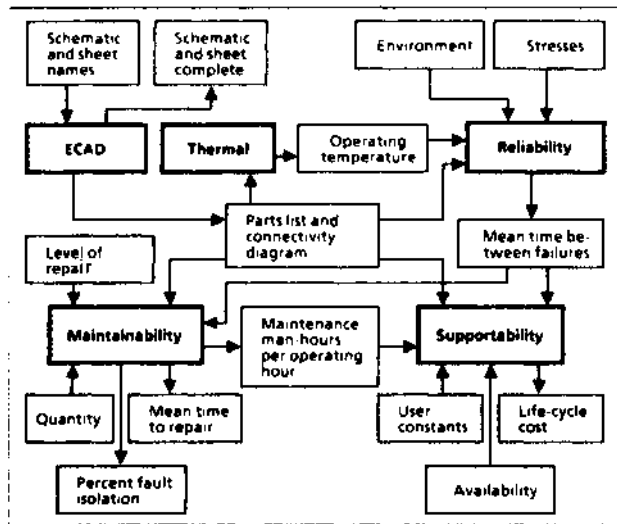 Schematic
and sheet
names
Schematic
and sheet
complete
Environment
Stresses
ECAD
Thermal
Operating
temperature
Reliability
Parts list and
connectivity
diagram
Level of
repair
Mean time be-
tween failures
Maintainability
Maintenance
man-hours
per operating
hour
Supportability
Quantity
Mean time
to repair
User
constants
Life-cycle
cost
Percent fault
isolation
Availability